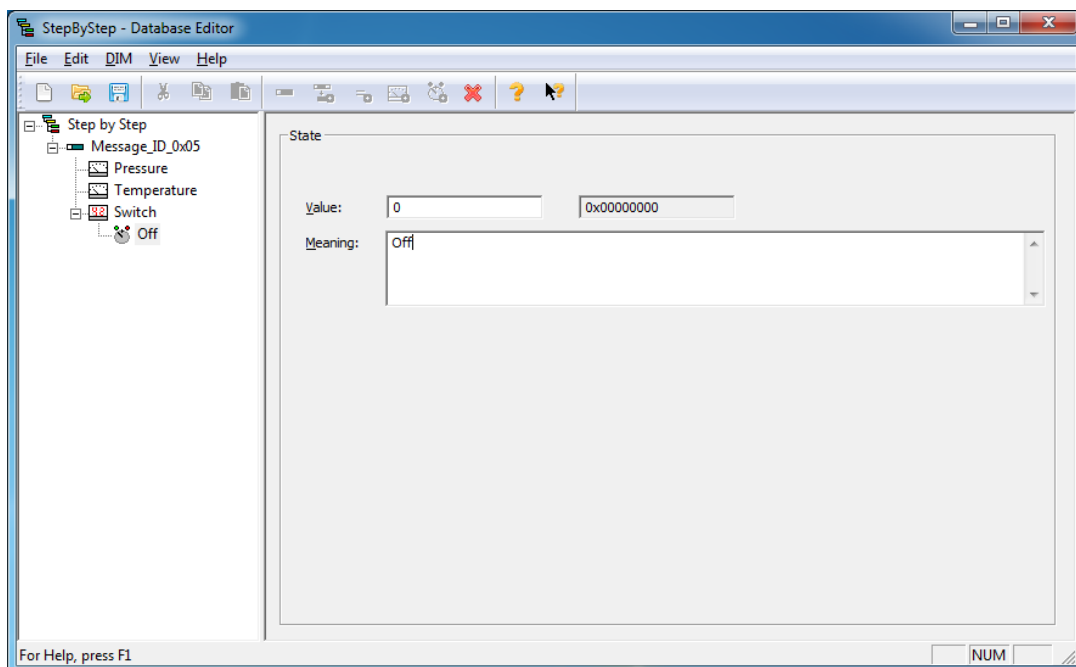 StepByStep - Database Editor
File Edit DIM View Help
Step by Step
Message_ID_0x05
Pressure
Temperature
Switch
Off
State
Value: 0 0x00000000
Meaning: Off
For Help, press F1 NUM